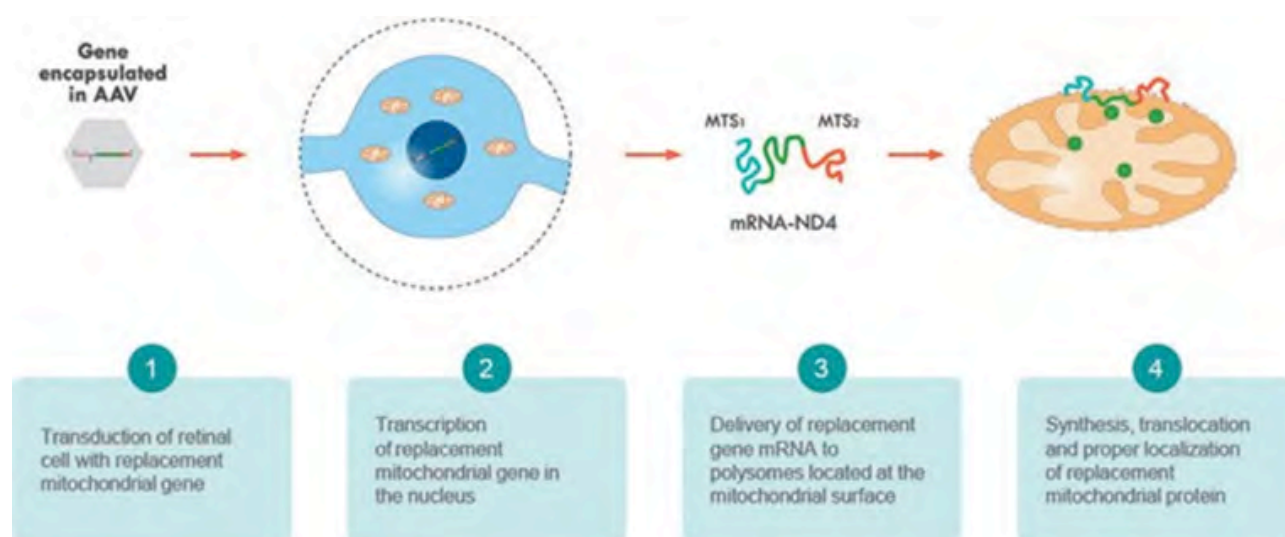 Gene
encapsulated
in AAV
MTS₁
MTS₂
mRNA-ND4
1
Transduction of retinal
cell with replacement
mitochondrial gene
2
Transcription
of replacement
mitochondrial gene in
the nucleus
3
Delivery of replacement
gene mRNA to
polysomes located at the
mitochondrial surface
4
Synthesis, translocation
and proper localization
of replacement
mitochondrial protein